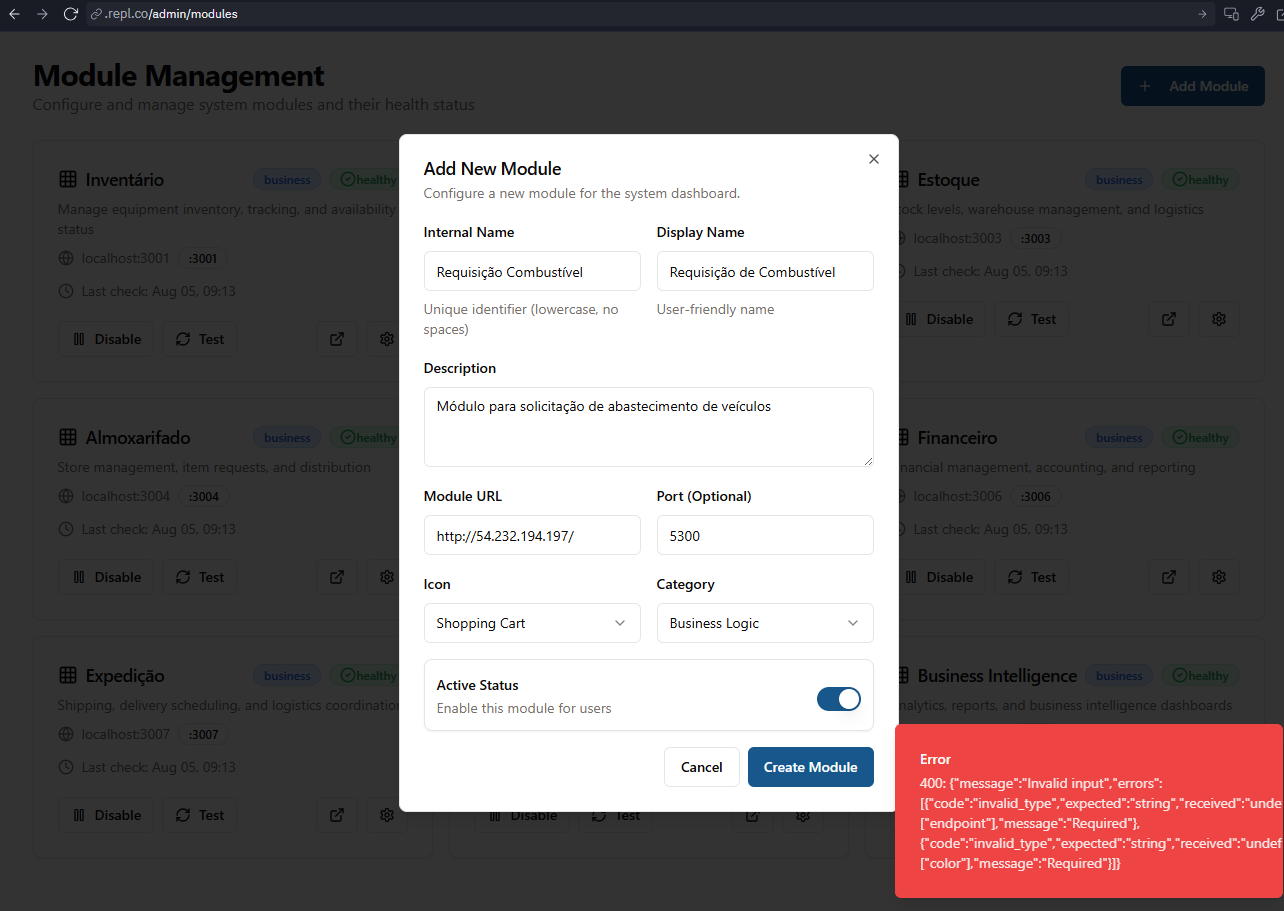 .repl.co/admin/modules
Module Management
Configure and manage system modules and their health status
Add Module
Inventário
business
healthy
Manage equipment inventory, tracking, and availability
status
localhost:3001
:3001
Last check: Aug 05, 09:13
Disable
Test
Estoque
business
healthy
ock levels, warehouse management, and logistics
localhost:3003
:3003
Last check: Aug 05, 09:13
Disable
Test
Almoxarifado
business
healthy
Store management, item requests, and distribution
localhost:3004
:3004
Last check: Aug 05, 09:13
Disable
Test
Financeiro
business
healthy
nancial management, accounting, and reporting
localhost:3006
:3006
Last check: Aug 05, 09:13
Disable
Test
Expedição
business
healthy
Shipping, delivery scheduling, and logistics coordination
localhost:3007
:3007
Last check: Aug 05, 09:13
Disable
Test
Disable
Test
Business Intelligence
business
healthy
nalytics, reports, and business intelligence dashboards
Add New Module
Configure a new module for the system dashboard.
Internal Name
Display Name
Requisição Combustível
Requisição de Combustível
Unique identifier (lowercase, no
spaces)
User-friendly name
Description
Módulo para solicitação de abastecimento de veículos
Module URL
Port (Optional)
http://54.232.194.197/
5300
Icon
Category
Shopping Cart
Business Logic
Active Status
Enable this module for users
Cancel
Create Module
Error
400: {"message":"Invalid input","errors":
[{"code":"invalid_type","expected":"string","received":"unde
["endpoint"],"message":"Required"},
{"code":"invalid_type","expected":"string","received":"undef
["color"],"message":"Required"}]}